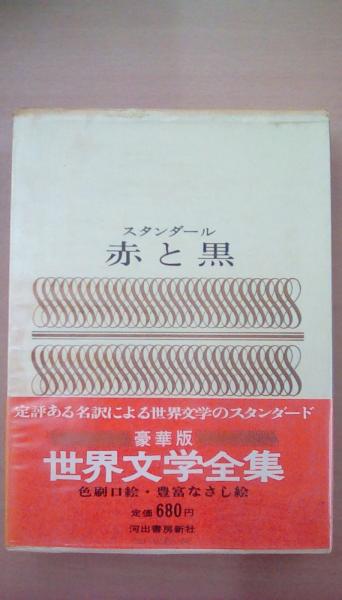 スタンダール
赤と黒
定評ある名訳による世界文学のスタンダード
豪華版
世界文学全集
色刷口絵・豊富なさし絵
定価680円
河出書房新社